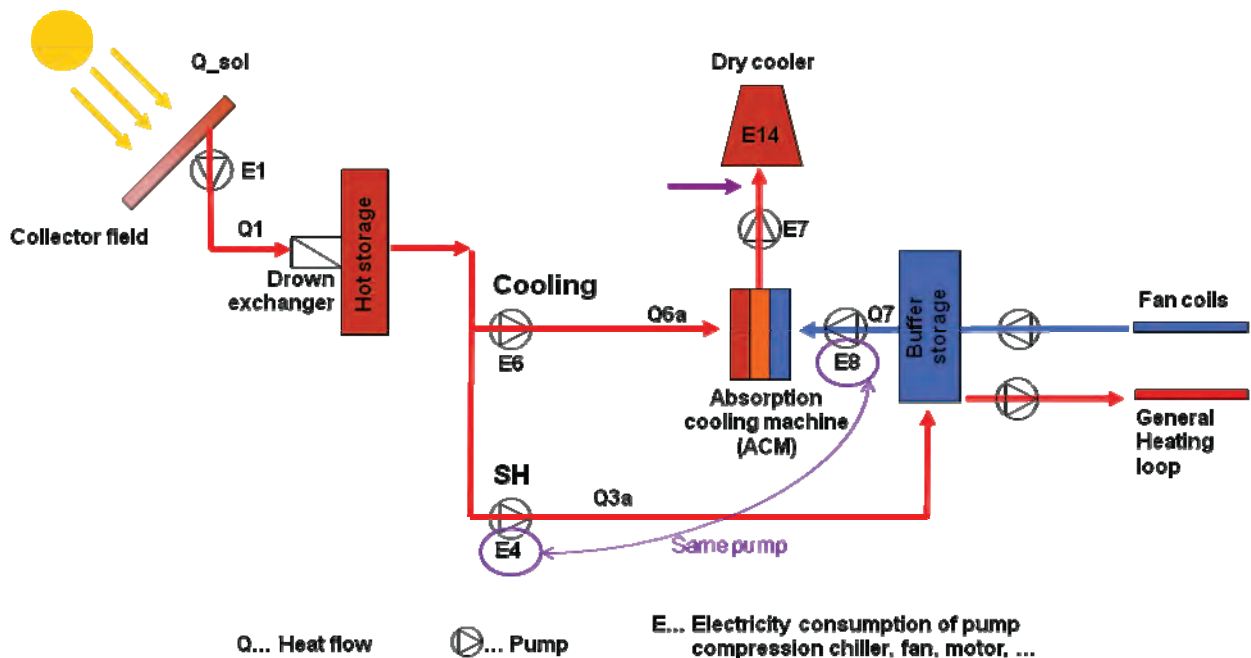 Q_sol
Dry cooler
E14
E1
Collector field
Q1
Drown
exchanger
Hot storage
Cooling
E6
Q6a
E7
Absorption
cooling machine
(ACM)
Q7
E8
Buffer
storage
Fan coils
General
Heating
loop
SH
Q3a
E4
Same pump
Q... Heat flow
... Pump
E... Electricity consumption of pump
compression chiller, fan, motor, ...